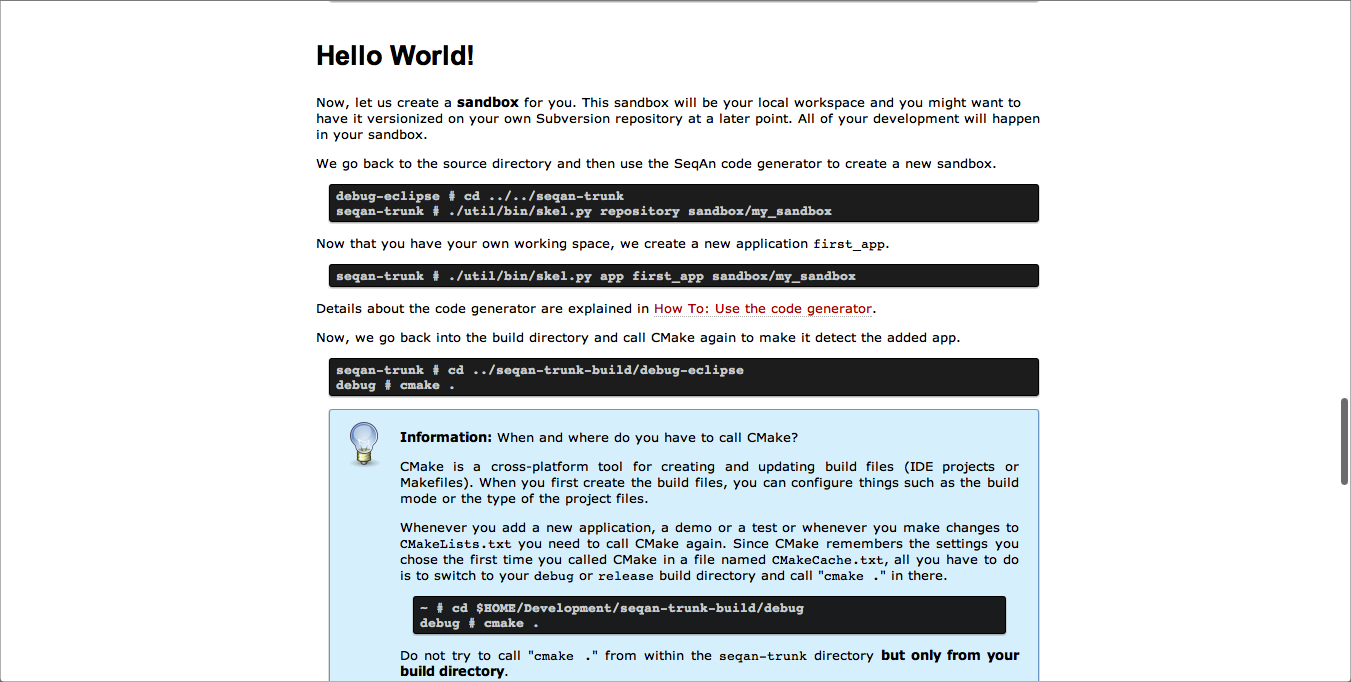 Hello World!
Now, let us create a sandbox for you. This sandbox will be your local workspace and you might want to
have it versionized on your own Subversion repository at a later point. All of your development will happen
in your sandbox.
We go back to the source directory and then use the SeqAn code generator to create a new sandbox.
debug-eclipse # cd ../../seqan-trunk
seqan-trunk # ./util/bin/skel.py repository sandbox/my_sandbox
Now that you have your own working space, we create a new application first_app.
seqan-trunk # ./util/bin/skel.py app first_app sandbox/my_sandbox
Details about the code generator are explained in How To: Use the code generator.
Now, we go back into the build directory and call CMake again to make it detect the added app.
seqan-trunk # cd ../seqan-trunk-build/debug-eclipse
debug # cmake .
Information: When and where do you have to call CMake?
CMake is a cross-platform tool for creating and updating build files (IDE projects or
Makefiles). When you first create the build files, you can configure things such as the build
mode or the type of the project files.
Whenever you add a new application, a demo or a test or whenever you make changes to
CMakeLists.txt you need to call CMake again. Since CMake remembers the settings you
chose the first time you called CMake in a file named CMakeCache.txt, all you have to do
is to switch to your debug or release build directory and call "cmake ." in there.
~ # cd $HOME/Development/seqan-trunk-build/debug
debug # cmake .
Do not try to call "cmake ." from within the seqan-trunk directory but only from your
build directory.